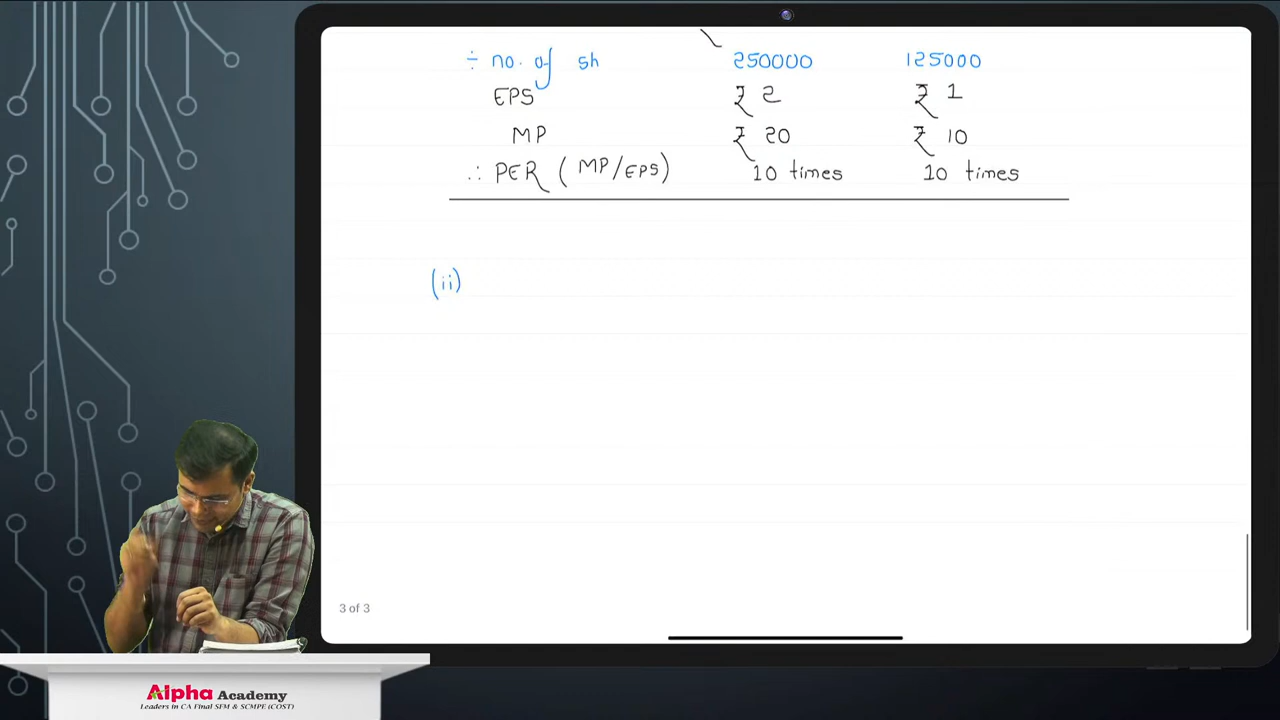 ÷ no. of sh 250000 125000
EPS ₹ 2 ₹ 1
MP ₹ 20 ₹ 10
∴ PER (MP/EPS) 10 times 10 times
(ii)
3 of 3
Alpha Academy
Leaders in CA Final SFM & SCMPE (COST)